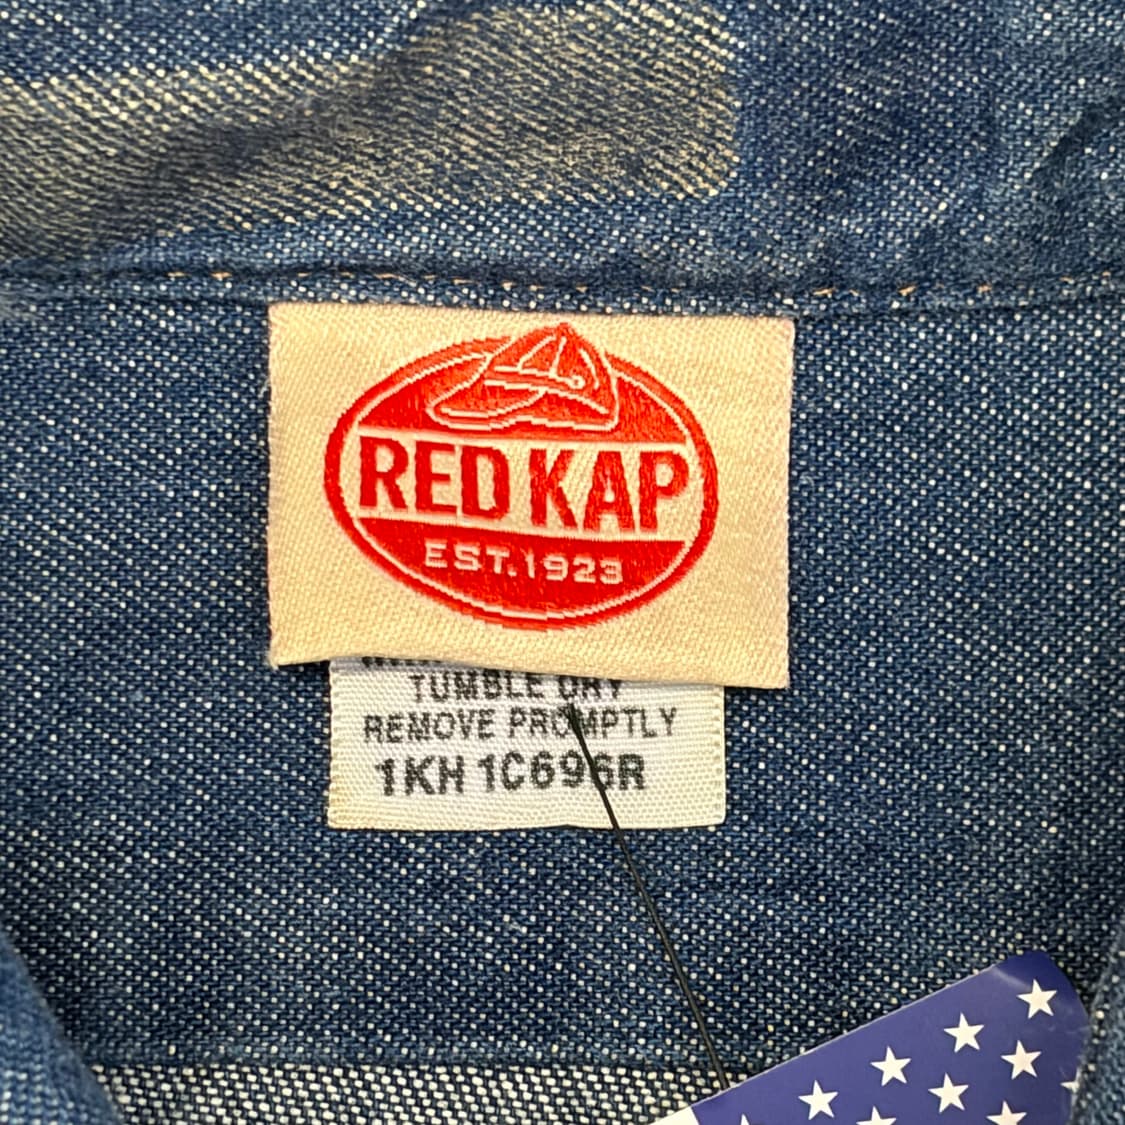 RED KAP
EST. 1923
TUMBLE DRY
REMOVE PROMPTLY
1KH 1C696R